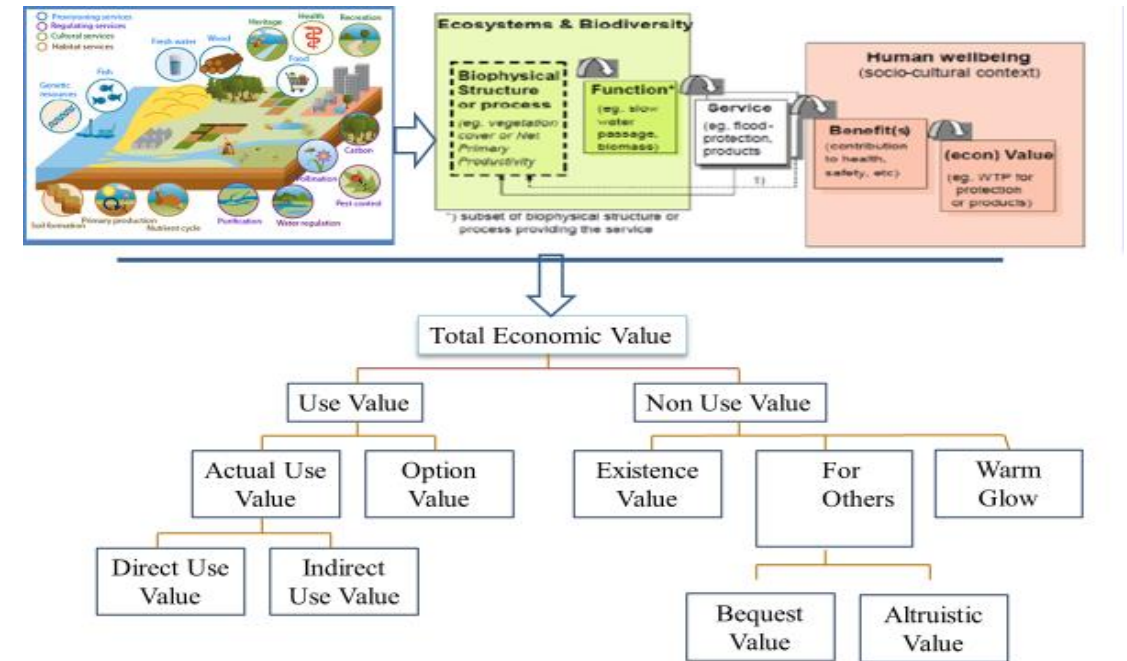 Provisioning services
Regulating services
Cultural services
Habitat services
Heritage
Health
Recreation
Fresh water
Wood
Food
Fish
Genetic
resources
Carbon
Pollination
Pest control
Soil formation
Primary production
Nutrient cycle
Purification
Water regulation
Ecosystems & Biodiversity
Biophysical
Structure
or process
(eg. vegetation
cover or Net
Primary
Productivity)
Function*
(eg. slow
water
passage,
biomass)
Service
(eg. flood-
protection,
products
1)
*) subset of biophysical structure or
process providing the service
Human wellbeing
(socio-cultural context)
Benefit(s)
(contribution
to health,
safety, etc)
(econ) Value
(eg. WTP for
protection
or products)
Total Economic Value
Use Value
Non Use Value
Actual Use
Value
Option
Value
Existence
Value
For
Others
Warm
Glow
Direct Use
Value
Indirect
Use Value
Bequest
Value
Altruistic
Value